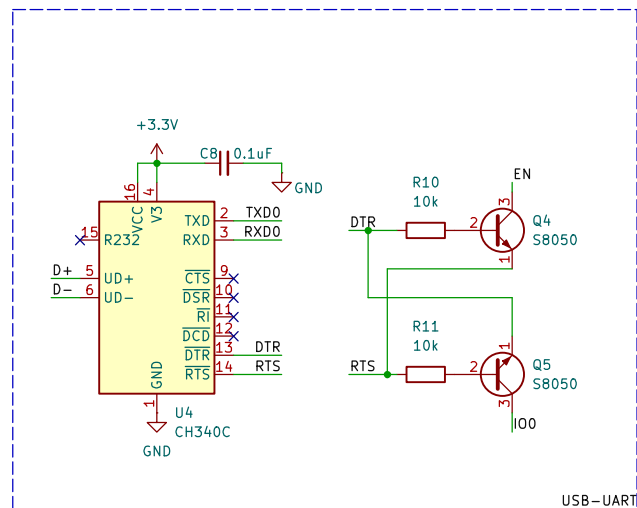 +3.3V
C8 0.1uF
GND
16
4
VCC
V3
15
R232
TXD
2
TXD0
RXD
3
RXD0
D+
5
UD+
D-
6
UD-
CTS
9
DSR
10
RI
11
DCD
12
DTR
13
DTR
RTS
14
RTS
GND
1
U4
CH340C
GND
EN
R10
10k
DTR
2
3
1
Q4
S8050
R11
10k
RTS
2
1
3
Q5
S8050
IO0
USB-UART